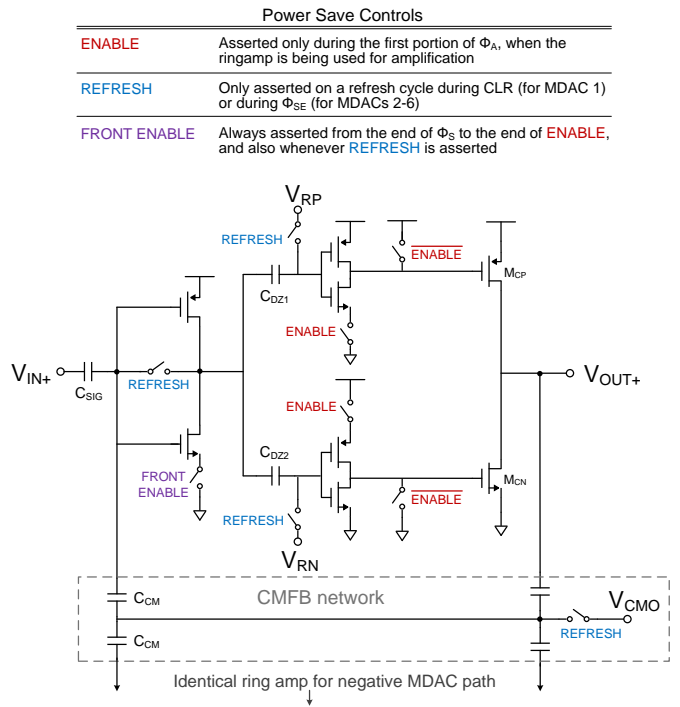 Power Save Controls
ENABLE Asserted only during the first portion of ΦA, when the
ringamp is being used for amplification
REFRESH Only asserted on a refresh cycle during CLR (for MDAC 1)
or during ΦSE (for MDACs 2-6)
FRONT ENABLE Always asserted from the end of ΦS to the end of ENABLE,
and also whenever REFRESH is asserted
VRP
REFRESH
ENABLE
MCP
CDZ1
ENABLE
VIN+
CSIG
REFRESH
VOUT+
ENABLE
CDZ2
FRONT
ENABLE
MCN
ENABLE
REFRESH
VRN
CCM
CMFB network
VCMO
CCM
REFRESH
Identical ring amp for negative MDAC path